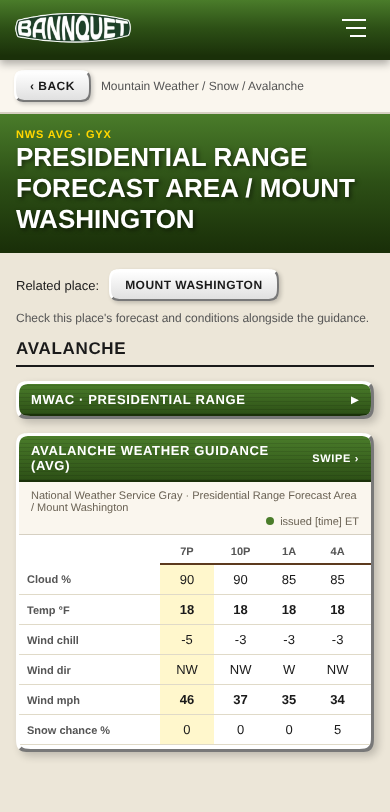 BANNQUET
‹ BACK Mountain Weather / Snow / Avalanche
NWS AVG · GYX
PRESIDENTIAL RANGE
FORECAST AREA / MOUNT
WASHINGTON
Related place: MOUNT WASHINGTON
Check this place's forecast and conditions alongside the guidance.
AVALANCHE
MWAC · PRESIDENTIAL RANGE ▸
AVALANCHE WEATHER GUIDANCE
(AVG)
SWIPE ›
National Weather Service Gray · Presidential Range Forecast Area
/ Mount Washington
issued [time] ET
7P 10P 1A 4A
Cloud % 90 90 85 85
Temp °F 18 18 18 18
Wind chill -5 -3 -3 -3
Wind dir NW NW W NW
Wind mph 46 37 35 34
Snow chance % 0 0 0 5